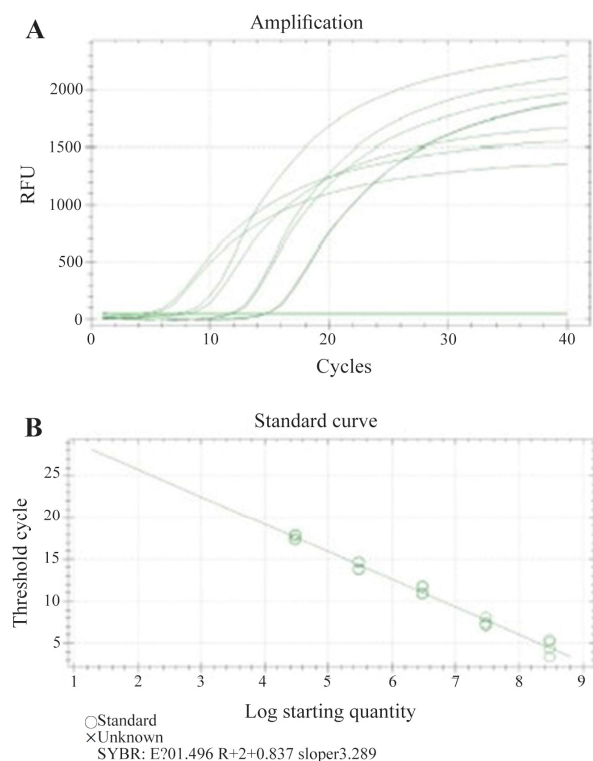 A
Amplification
RFU
2000
1500
1000
500
0
0 10 20 30 40
Cycles
B
Standard curve
Threshold cycle
25
20
15
10
5
1 2 3 4 5 6 7 8 9
Log starting quantity
Standard
Unknown
SYBR: E?01.496 R+2+0.837 sloper3.289